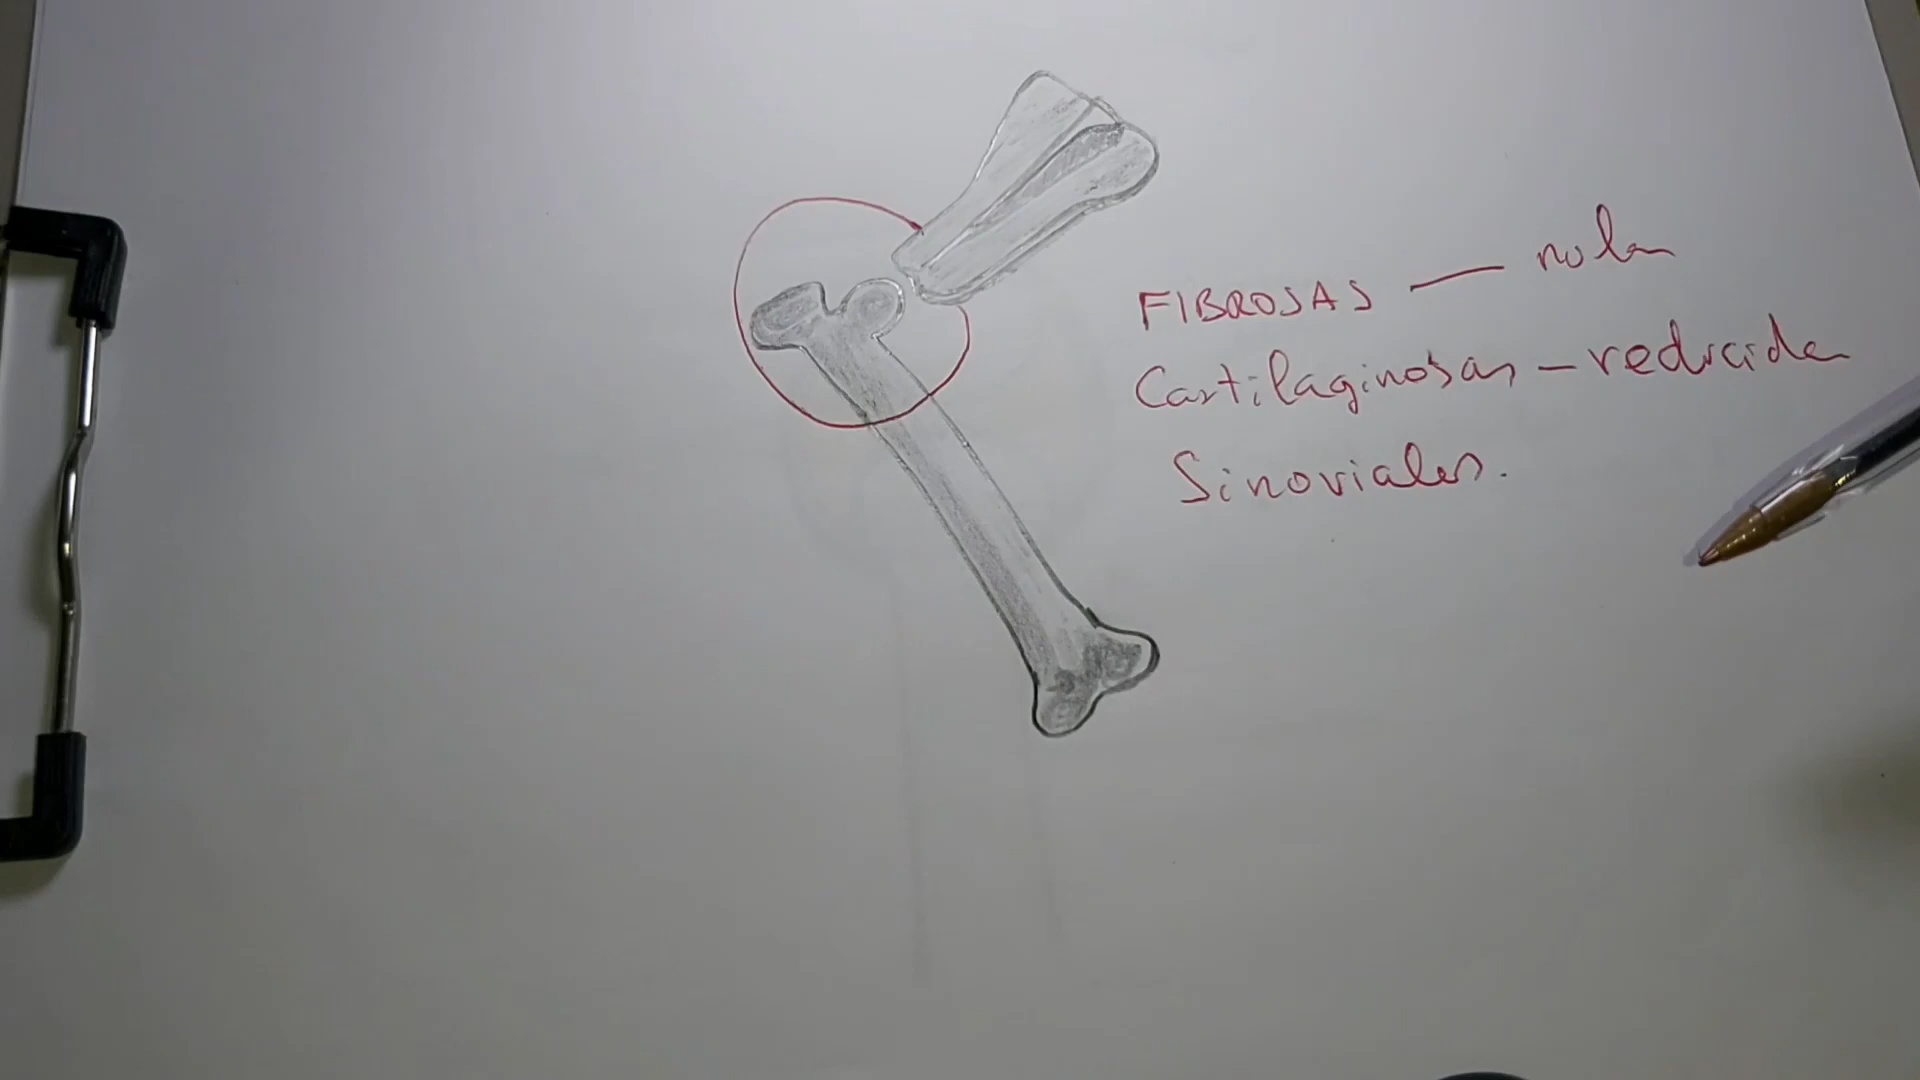 FIBROSAS — nula
Cartilaginosas – reducida
Sinoviales.